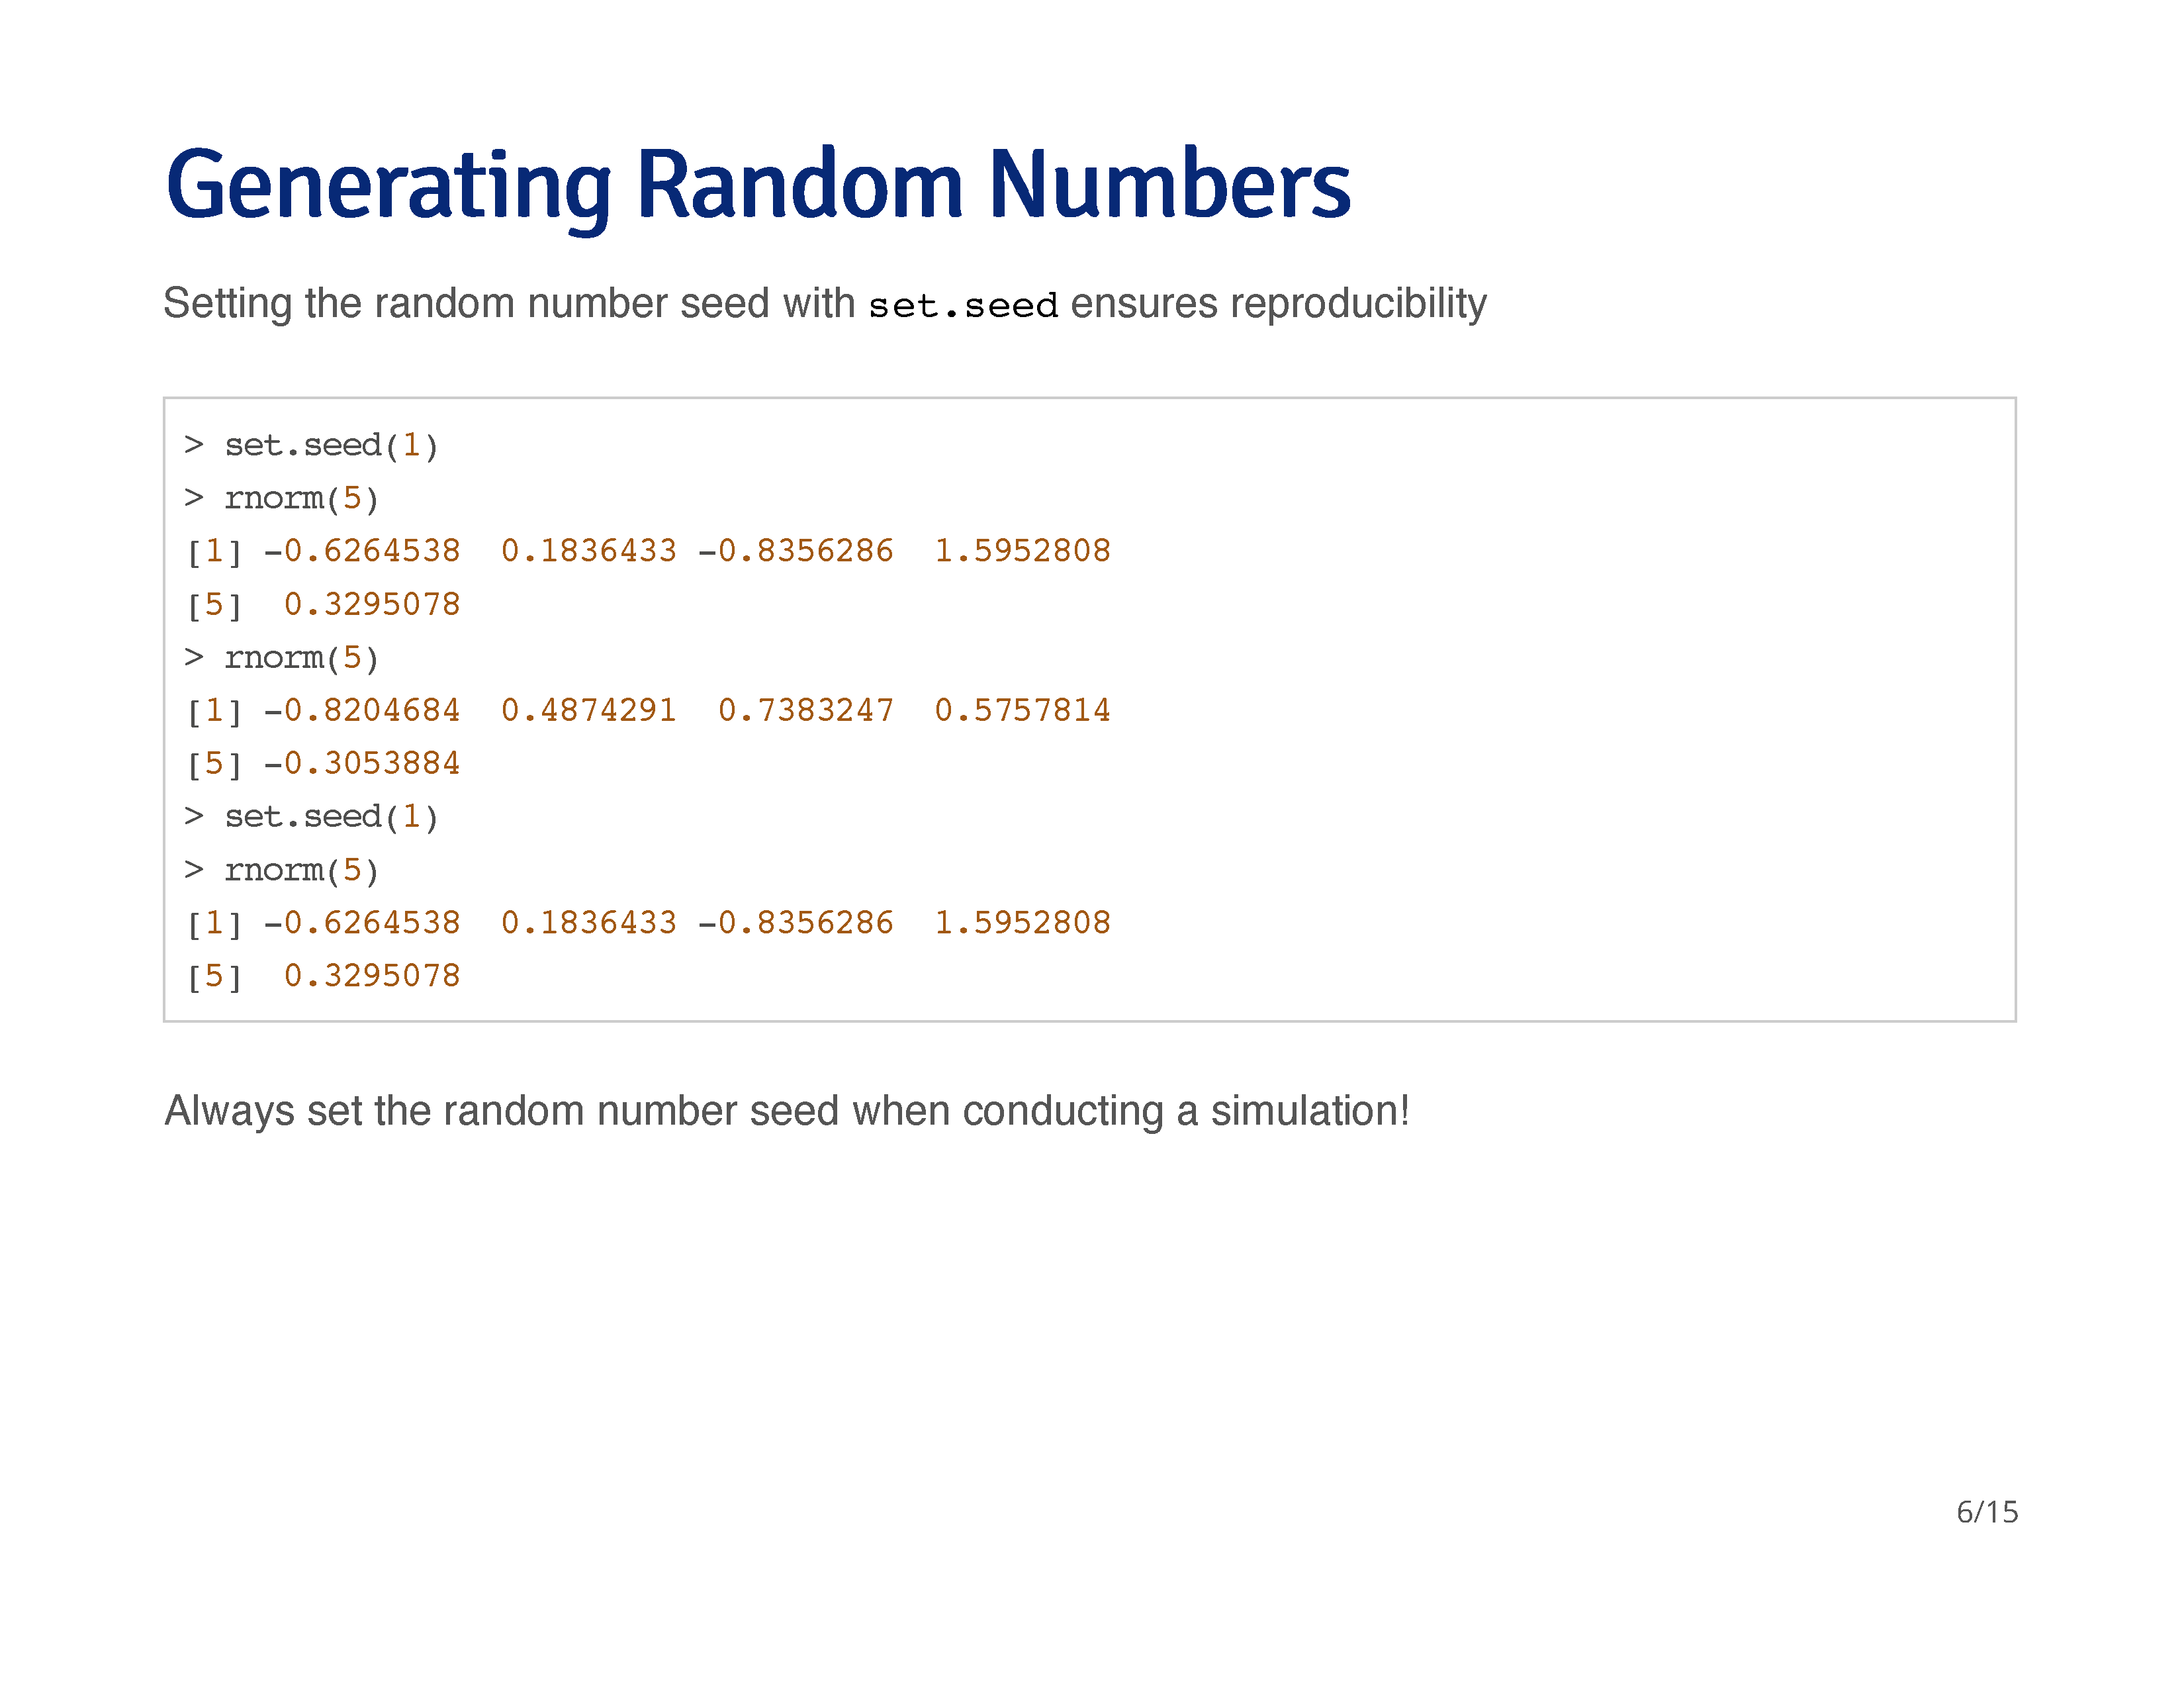 Generating Random Numbers
Setting the random number seed with set.seed ensures reproducibility
> set.seed(1)
> rnorm(5)
[1] -0.6264538  0.1836433 -0.8356286  1.5952808
[5]  0.3295078
> rnorm(5)
[1] -0.8204684  0.4874291  0.7383247  0.5757814
[5] -0.3053884
> set.seed(1)
> rnorm(5)
[1] -0.6264538  0.1836433 -0.8356286  1.5952808
[5]  0.3295078
Always set the random number seed when conducting a simulation!
6/15